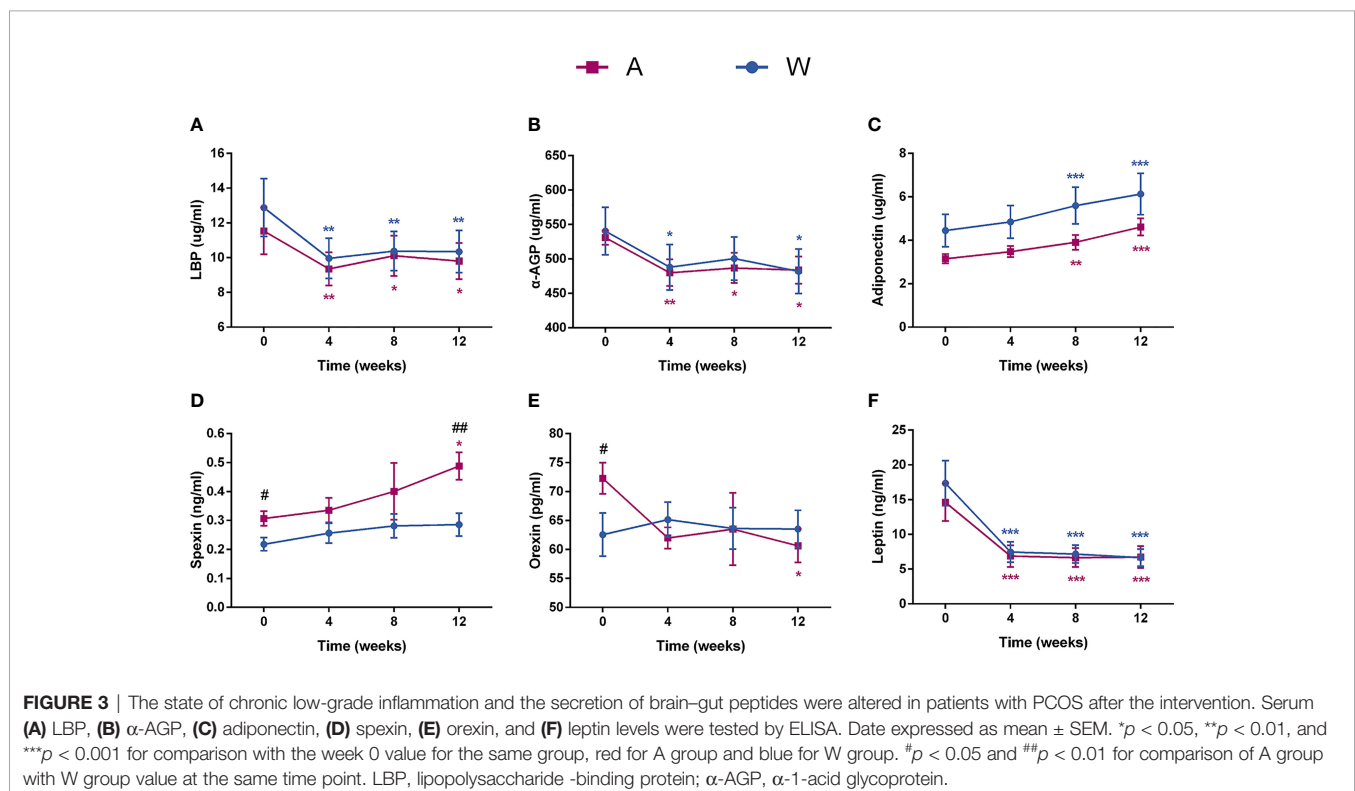 A W
A
16
14
12
10
8
6
LBP (ug/ml)
** ** **
** * *
0 4 8 12
Time (weeks)
B
650
600
550
500
450
400
α-AGP (ug/ml)
* *
** * *
0 4 8 12
Time (weeks)
C
8
6
4
2
0
Adiponectin (ug/ml)
*** ***
** ***
0 4 8 12
Time (weeks)
D
0.6
0.5
0.4
0.3
0.2
0.1
0.0
Spexin (ng/ml)
##
*
#
0 4 8 12
Time (weeks)
E
80
75
70
65
60
55
50
Orexin (pg/ml)
#
*
0 4 8 12
Time (weeks)
F
25
20
15
10
5
0
Leptin (ng/ml)
*** *** ***
*** *** ***
0 4 8 12
Time (weeks)
FIGURE 3 | The state of chronic low-grade inflammation and the secretion of brain–gut peptides were altered in patients with PCOS after the intervention. Serum
(A) LBP, (B) α-AGP, (C) adiponectin, (D) spexin, (E) orexin, and (F) leptin levels were tested by ELISA. Date expressed as mean ± SEM. *p < 0.05, **p < 0.01, and
***p < 0.001 for comparison with the week 0 value for the same group, red for A group and blue for W group. #p < 0.05 and ##p < 0.01 for comparison of A group
with W group value at the same time point. LBP, lipopolysaccharide -binding protein; α-AGP, α-1-acid glycoprotein.